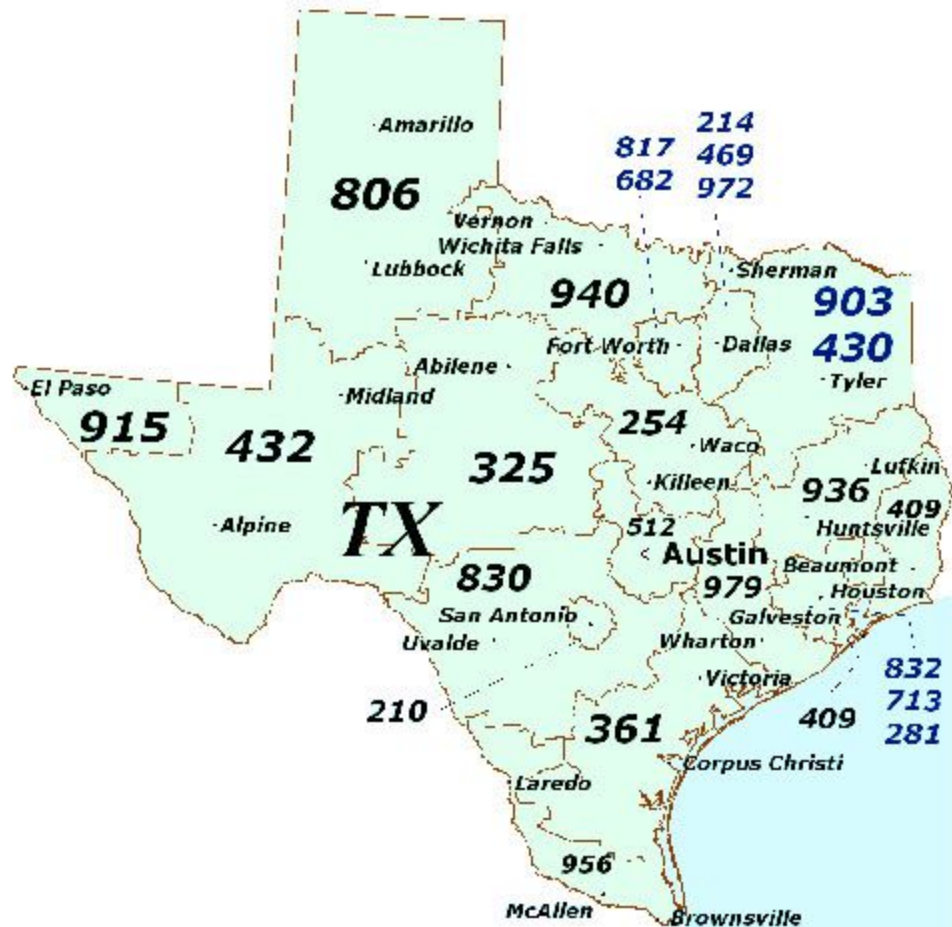 Amarillo
806
817
682
214
469
972
Vernon
Wichita Falls
Lubbock
940
Sherman
903
430
Fort Worth
Dallas
Abilene
Tyler
El Paso
Midland
915
432
254
Waco
325
Killeen
Lufkin
936
409
Alpine
TX
512
Huntsville
Austin
Beaumont
830
979
Houston
San Antonio
Galveston
Uvalde
Wharton
Victoria
832
713
281
210
361
409
Corpus Christi
Laredo
956
McAllen
Brownsville